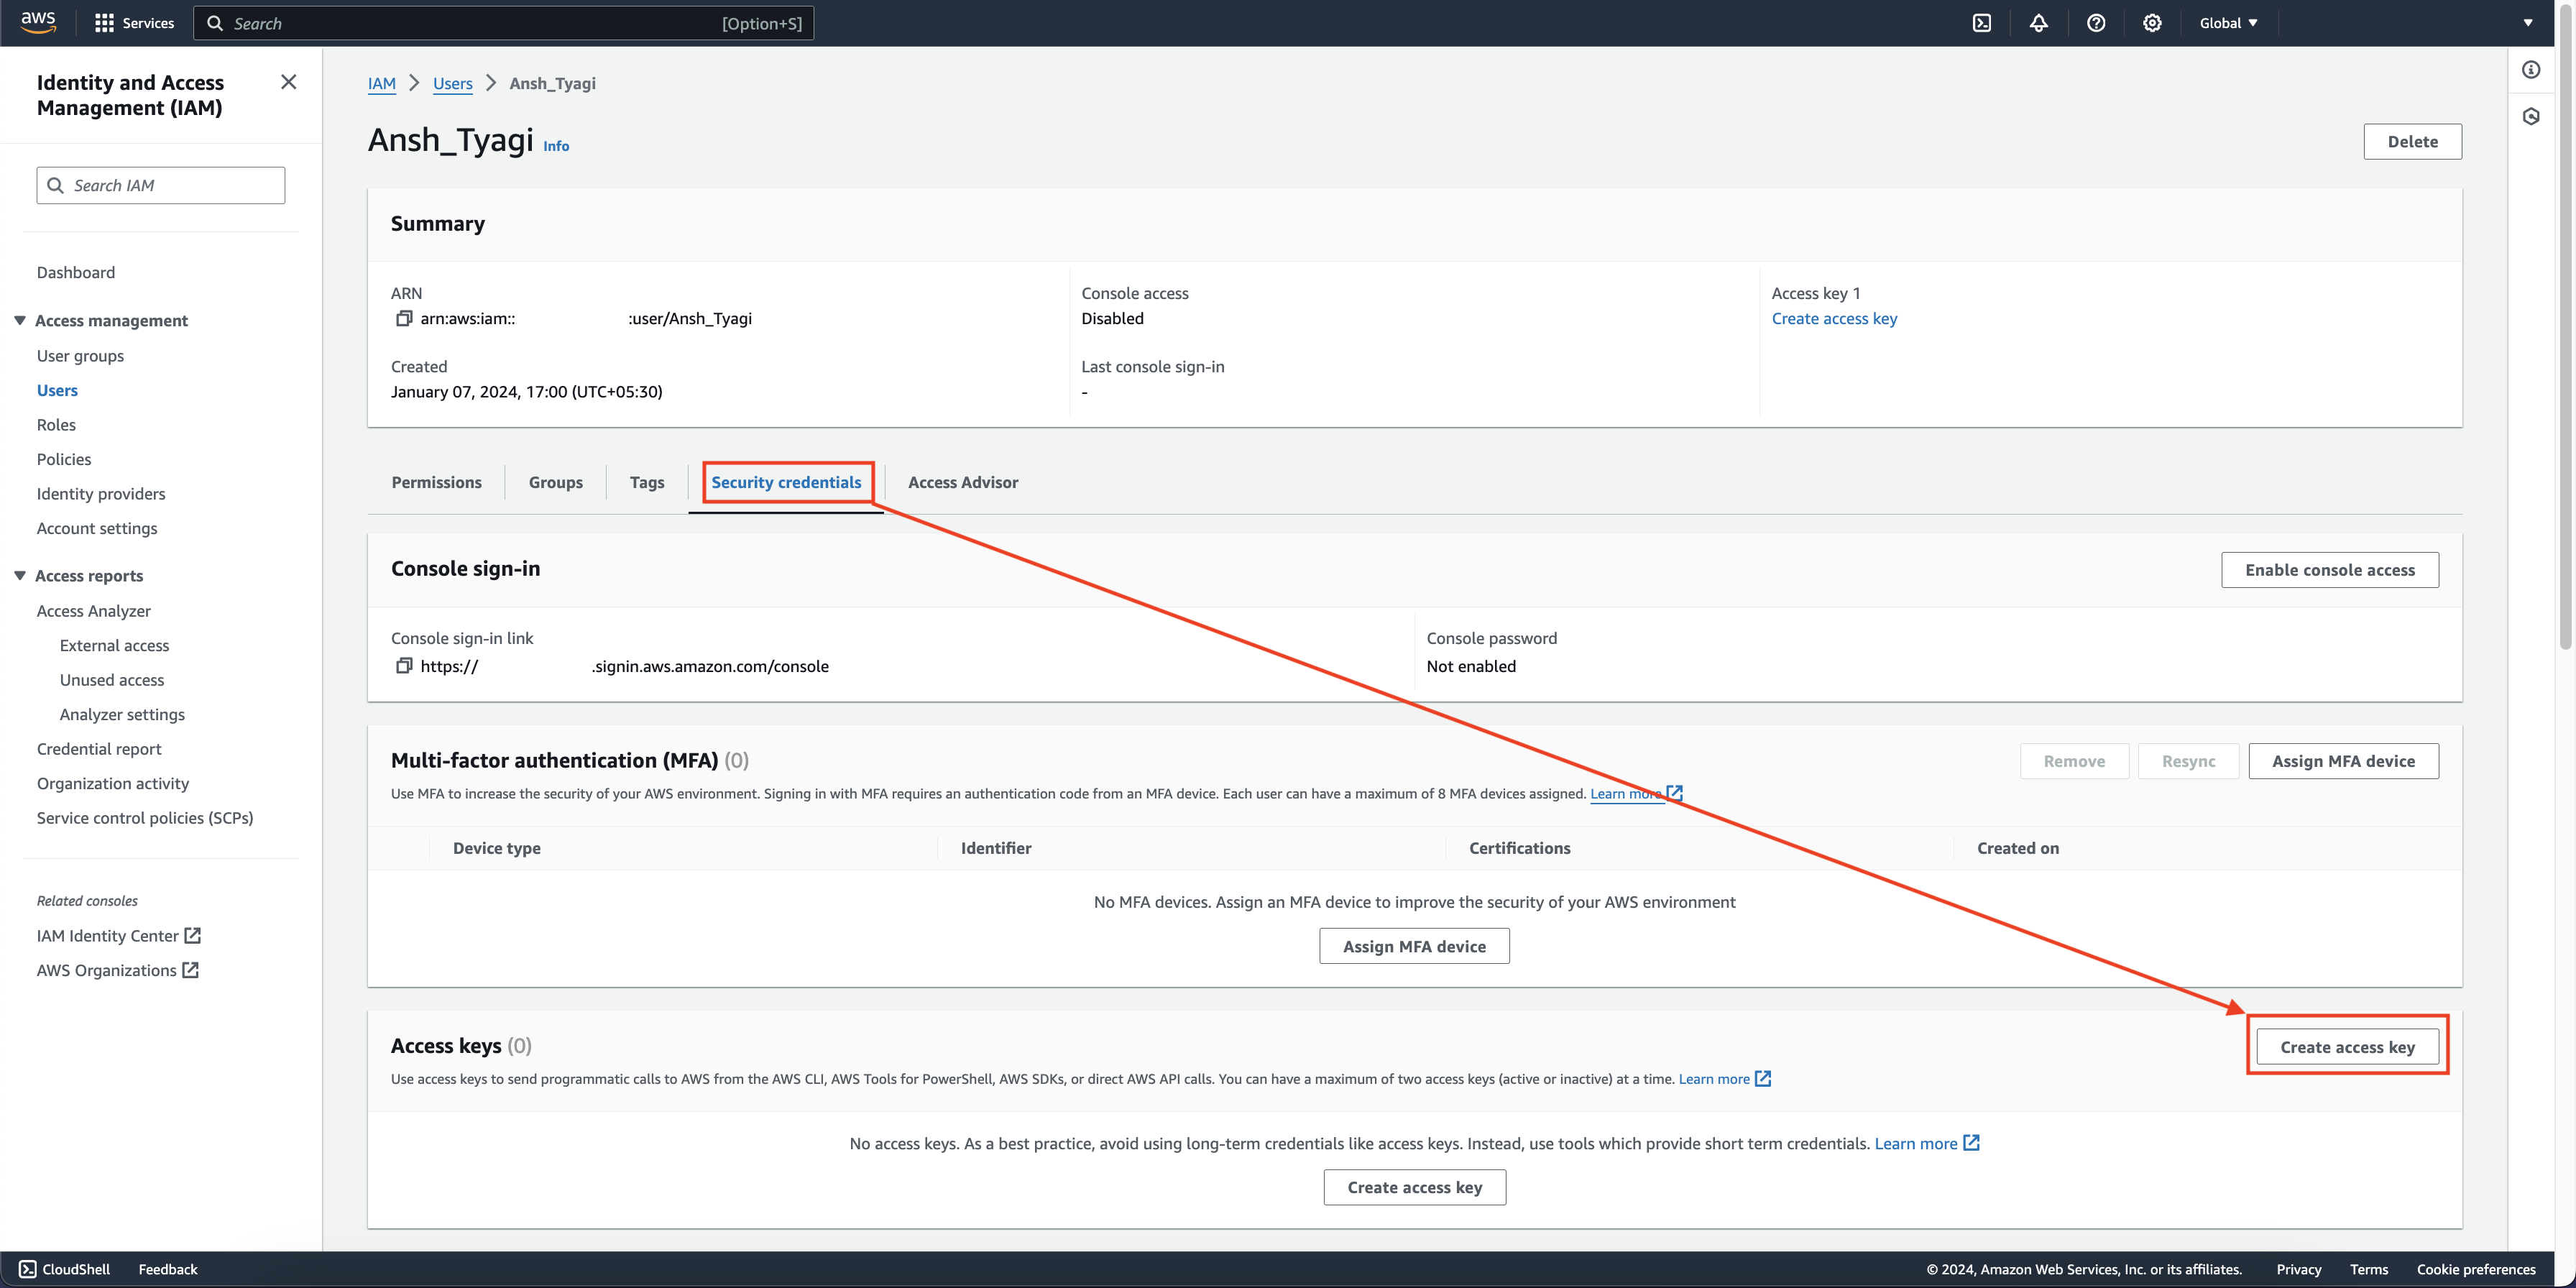 aws
Services
Search [Option+S]
Global
Identity and Access
Management (IAM)
Search IAM
Dashboard
Access management
User groups
Users
Roles
Policies
Identity providers
Account settings
Access reports
Access Analyzer
External access
Unused access
Analyzer settings
Credential report
Organization activity
Service control policies (SCPs)
Related consoles
IAM Identity Center
AWS Organizations
IAM > Users > Ansh_Tyagi
Ansh_Tyagi Info
Delete
Summary
ARN
arn:aws:iam:: :user/Ansh_Tyagi
Created
January 07, 2024, 17:00 (UTC+05:30)
Console access
Disabled
Last console sign-in
-
Access key 1
Create access key
Permissions Groups Tags Security credentials Access Advisor
Console sign-in
Enable console access
Console sign-in link
https:// .signin.aws.amazon.com/console
Console password
Not enabled
Multi-factor authentication (MFA) (0)
Remove Resync Assign MFA device
Use MFA to increase the security of your AWS environment. Signing in with MFA requires an authentication code from an MFA device. Each user can have a maximum of 8 MFA devices assigned. Learn more
Device type Identifier Certifications Created on
No MFA devices. Assign an MFA device to improve the security of your AWS environment
Assign MFA device
Access keys (0)
Create access key
Use access keys to send programmatic calls to AWS from the AWS CLI, AWS Tools for PowerShell, AWS SDKs, or direct AWS API calls. You can have a maximum of two access keys (active or inactive) at a time. Learn more
No access keys. As a best practice, avoid using long-term credentials like access keys. Instead, use tools which provide short term credentials. Learn more
Create access key
CloudShell Feedback
© 2024, Amazon Web Services, Inc. or its affiliates. Privacy Terms Cookie preferences